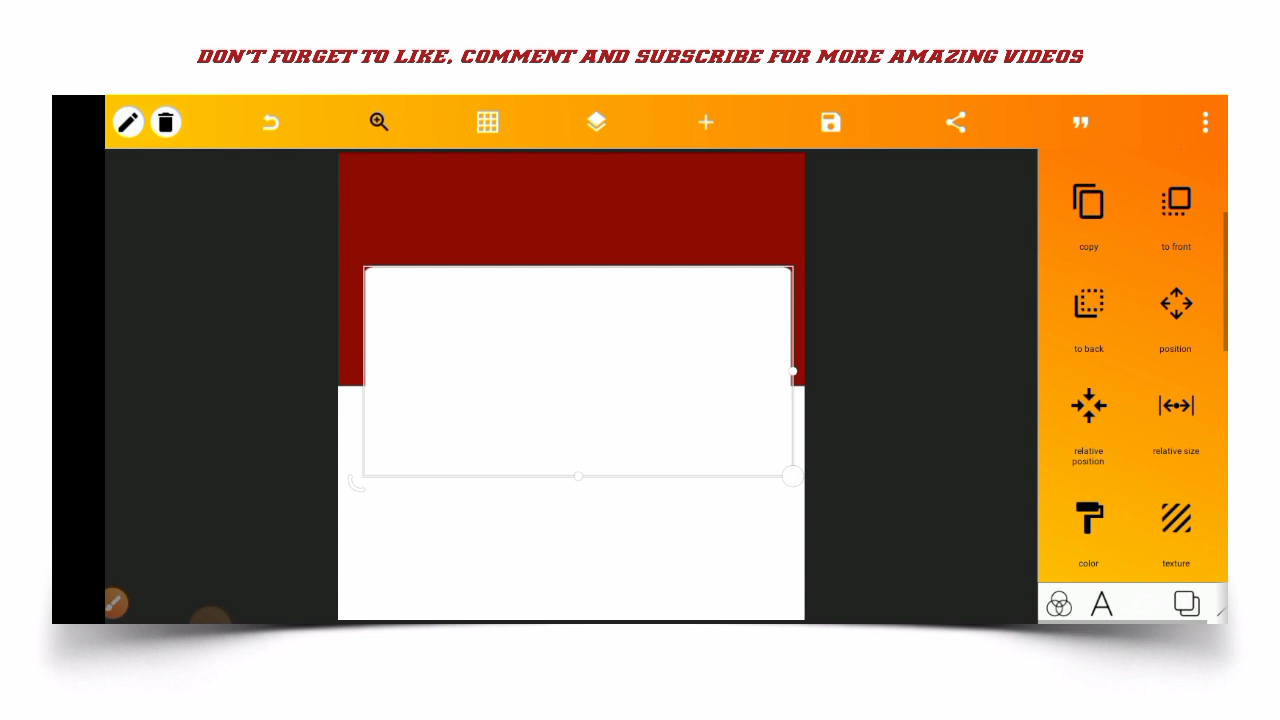 DON'T FORGET TO LIKE, COMMENT AND SUBSCRIBE FOR MORE AMAZING VIDEOS
copy
to front
to back
position
relative
position
relative size
color
texture
A